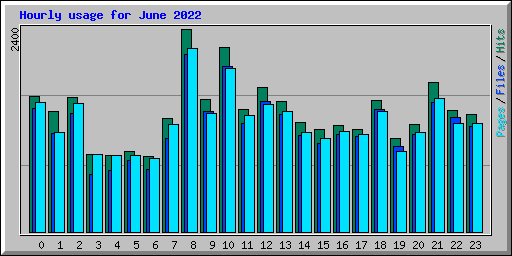 Hourly usage for June 2022
2400
Pages/Files/Hits
0 1 2 3 4 5 6 7 8 9 10 11 12 13 14 15 16 17 18 19 20 21 22 23